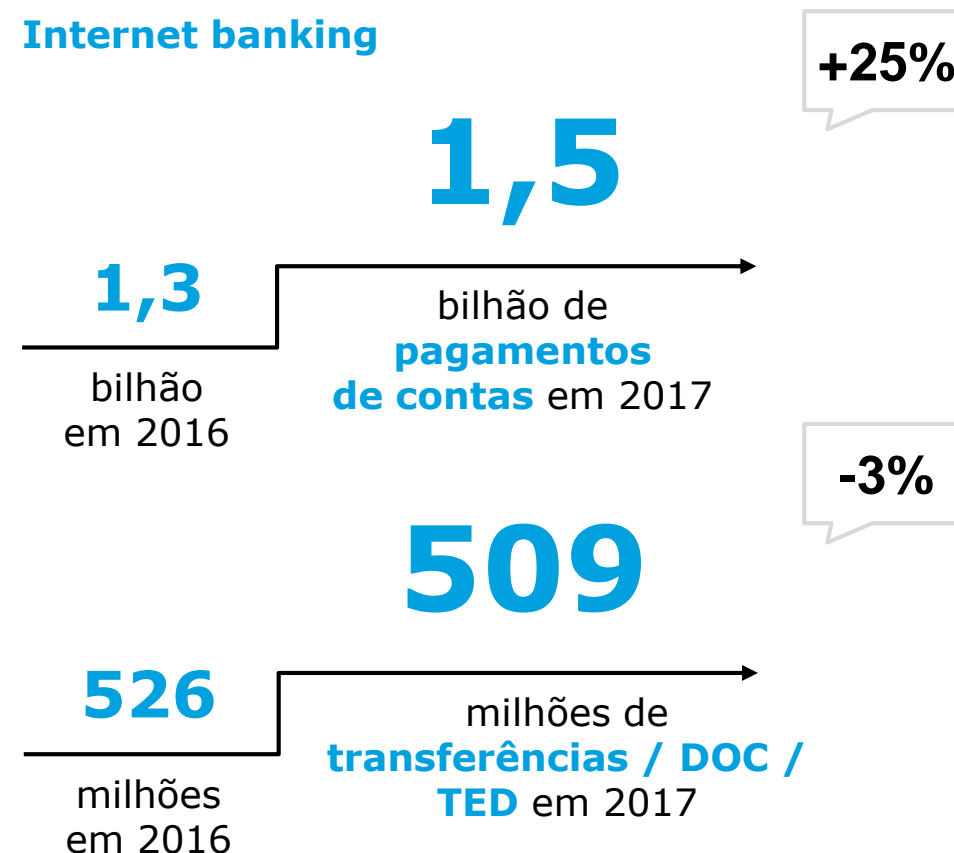 Internet banking
+25%
1,5
1,3
bilhão de
pagamentos
de contas em 2017
bilhão
em 2016
-3%
509
526
milhões de
transferências / DOC /
TED em 2017
milhões
em 2016